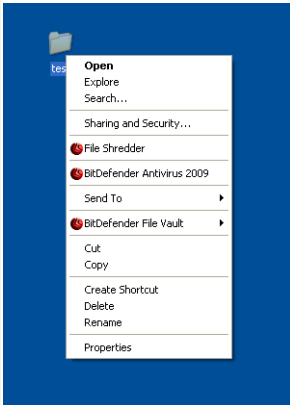 tes
Open
Explore
Search...
Sharing and Security...
File Shredder
BitDefender Antivirus 2009
Send To
BitDefender File Vault
Cut
Copy
Create Shortcut
Delete
Rename
Properties